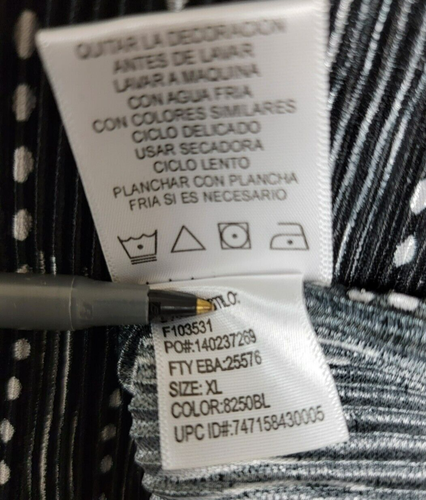 QUITAR LA DECORACION
ANTES DE LAVAR
LAVAR A MAQUINA
CON AGUA FRIA
CON COLORES SIMILARES
CICLO DELICADO
USAR SECADORA
CICLO LENTO
PLANCHAR CON PLANCHA
FRIA SI ES NECESARIO
F103531
PO#:140237269
FTY EBA:25576
SIZE: XL
COLOR:8250BL
UPC ID#:747158430005